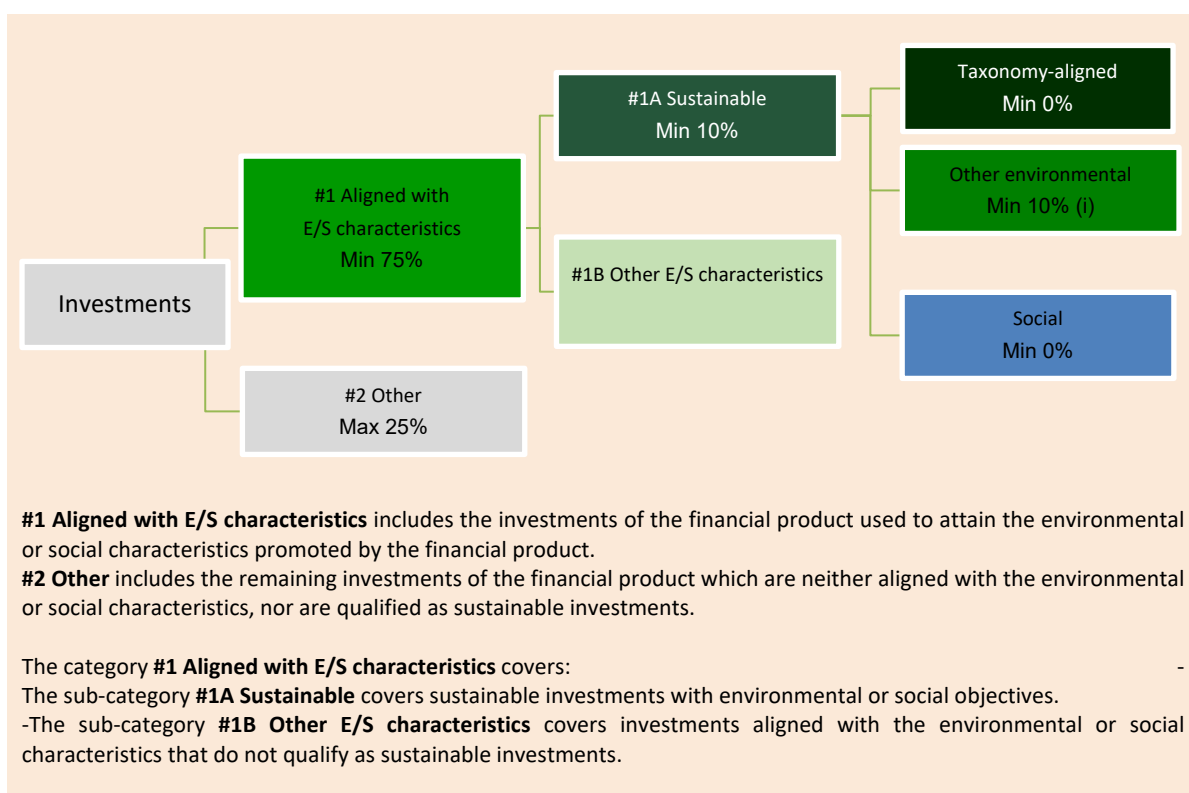 Taxonomy-aligned
Min 0%
#1A Sustainable
Min 10%
Other environmental
Min 10% (i)
#1 Aligned with
E/S characteristics
Min 75%
#1B Other E/S characteristics
Investments
Social
Min 0%
#2 Other
Max 25%
#1 Aligned with E/S characteristics includes the investments of the financial product used to attain the environmental
or social characteristics promoted by the financial product.
#2 Other includes the remaining investments of the financial product which are neither aligned with the environmental
or social characteristics, nor are qualified as sustainable investments.
The category #1 Aligned with E/S characteristics covers: -
The sub-category #1A Sustainable covers sustainable investments with environmental or social objectives.
-The sub-category #1B Other E/S characteristics covers investments aligned with the environmental or social
characteristics that do not qualify as sustainable investments.